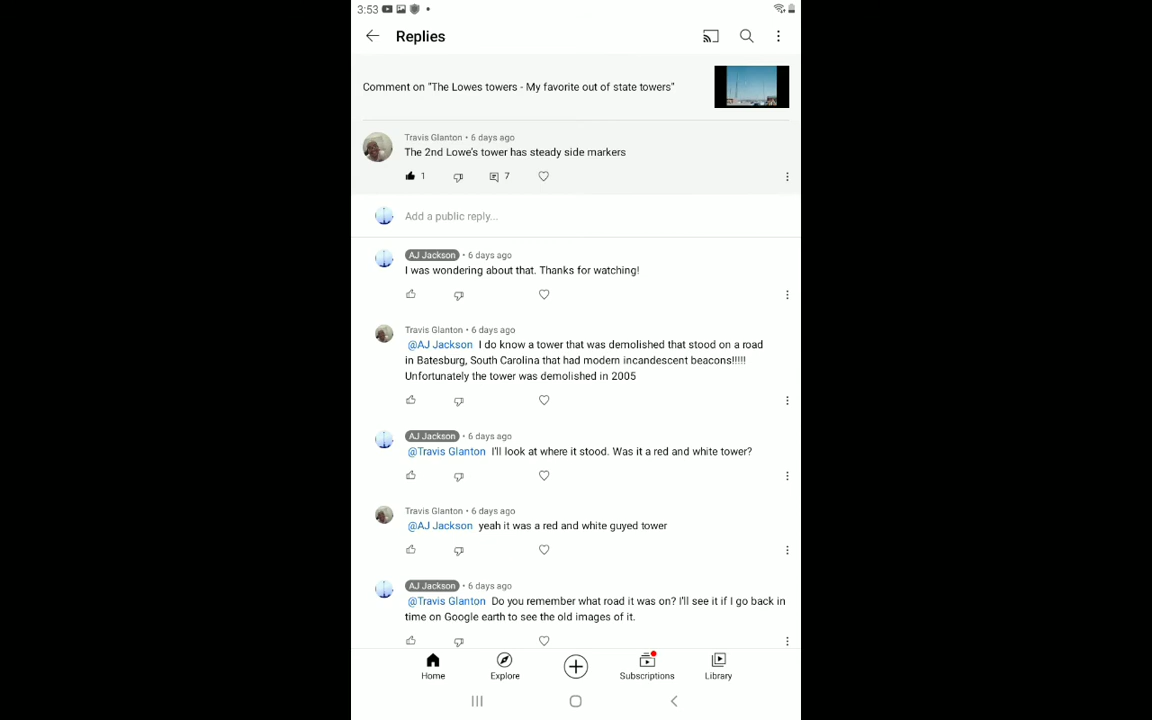 3:53
Replies
Comment on "The Lowes towers - My favorite out of state towers"
Travis Glanton • 6 days ago
The 2nd Lowe's tower has steady side markers
1
7
Add a public reply...
AJ Jackson • 6 days ago
I was wondering about that. Thanks for watching!
Travis Glanton • 6 days ago
@AJ Jackson I do know a tower that was demolished that stood on a road
in Batesburg, South Carolina that had modern incandescent beacons!!!!!
Unfortunately the tower was demolished in 2005
AJ Jackson • 6 days ago
@Travis Glanton I'll look at where it stood. Was it a red and white tower?
Travis Glanton • 6 days ago
@AJ Jackson yeah it was a red and white guyed tower
AJ Jackson • 6 days ago
@Travis Glanton Do you remember what road it was on? I'll see it if I go back in
time on Google earth to see the old images of it.
Home Explore Subscriptions Library